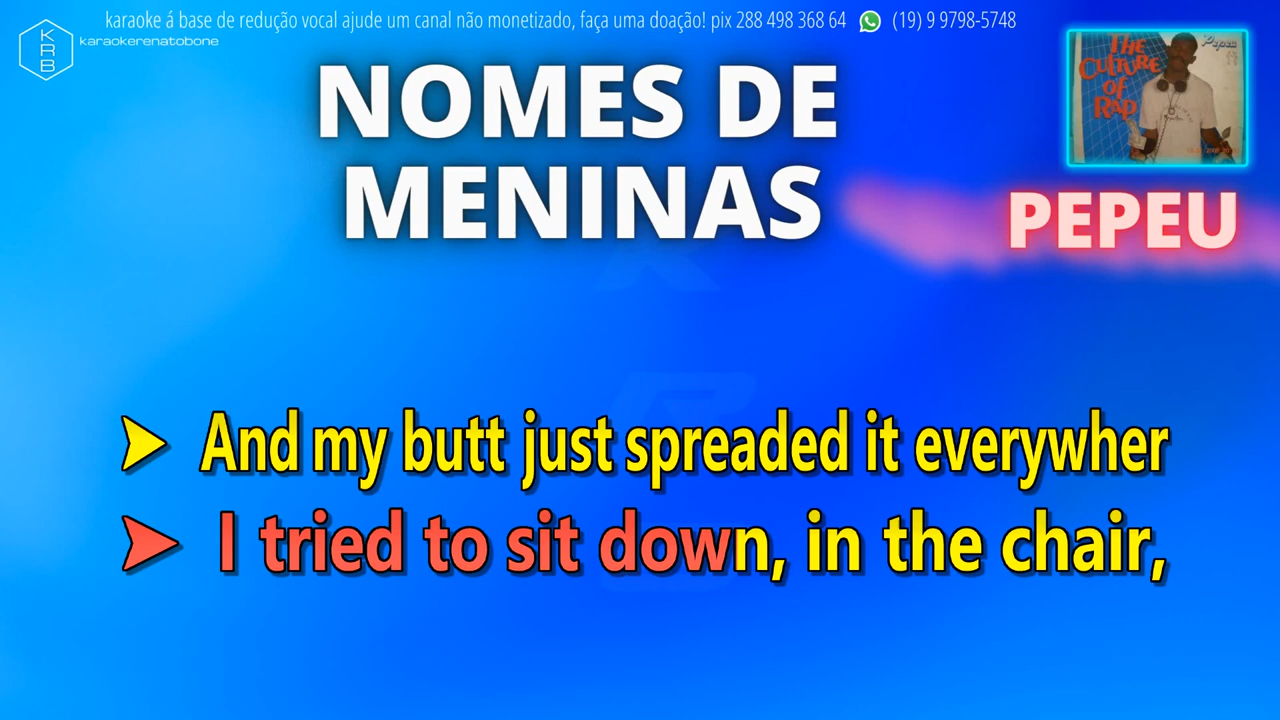 karaoke á base de redução vocal ajude um canal não monetizado, faça uma doação! pix 288 498 368 64 (19) 9 9798-5748
KRB
karaokerenatobone
NOMES DE
MENINAS
THE
CULTURE
OF
RAP
Pepeu
PEPEU
And my butt just spreaded it everywher
I tried to sit down, in the chair,